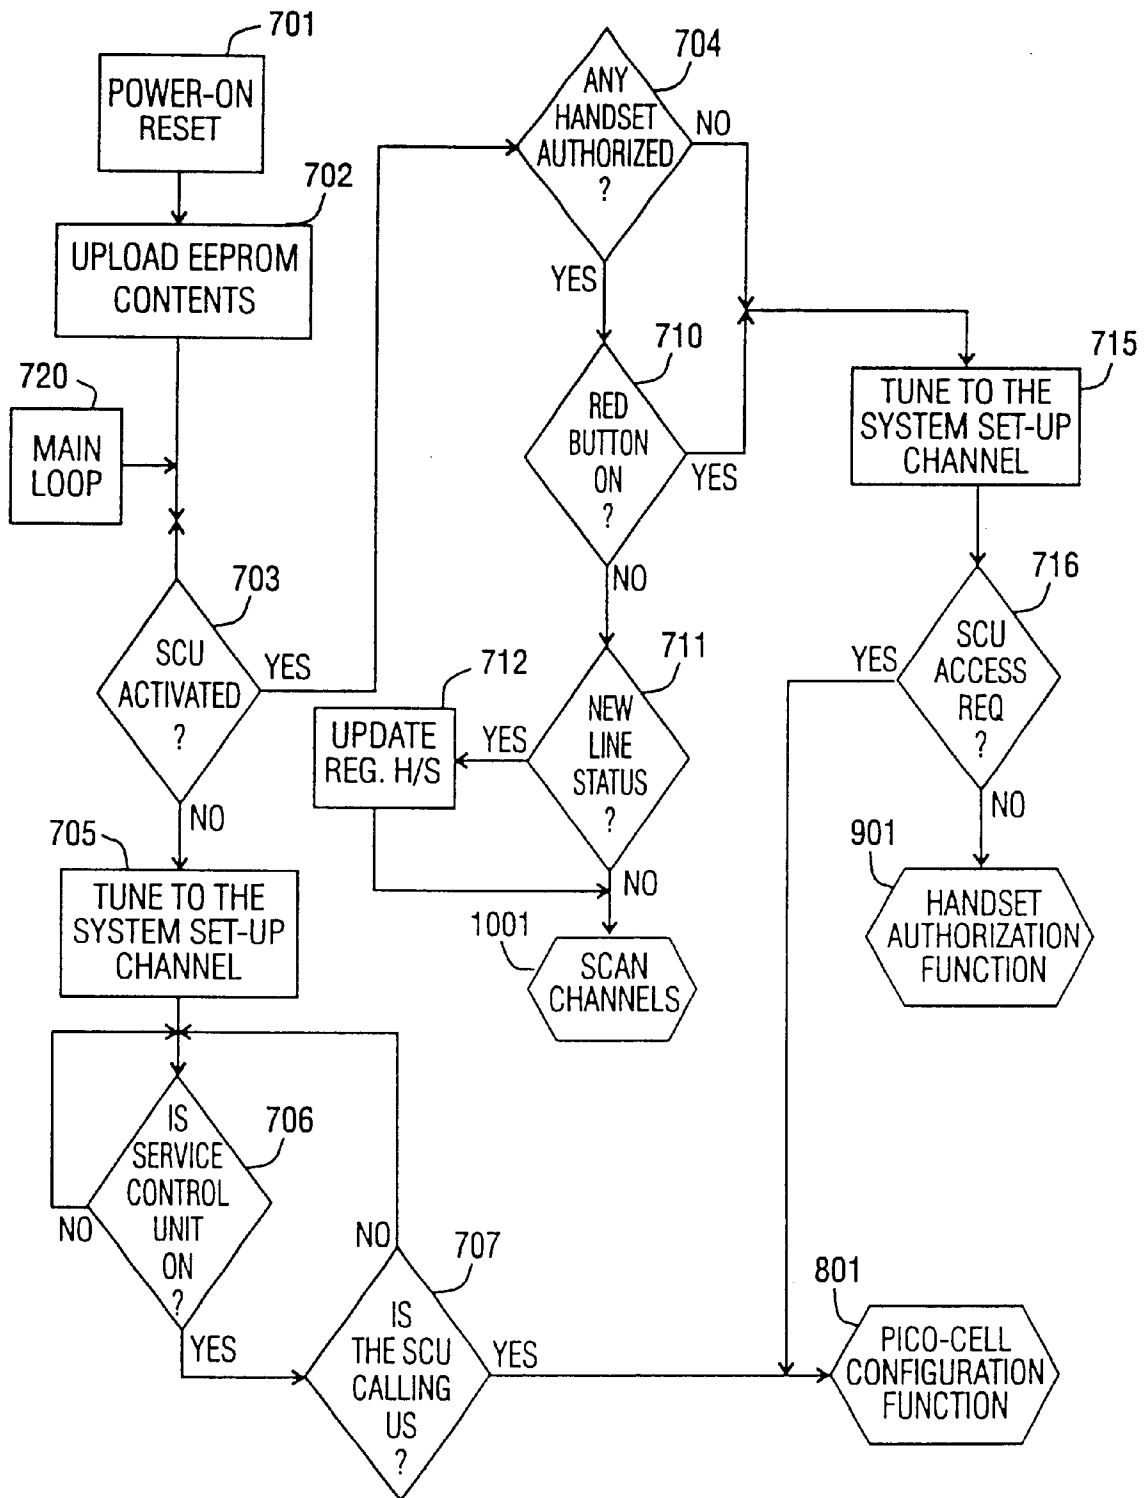 701
POWER-ON
RESET
702
UPLOAD EEPROM
CONTENTS
720
MAIN
LOOP
703
SCU
ACTIVATED
?
YES
NO
705
TUNE TO THE
SYSTEM SET-UP
CHANNEL
706
IS
SERVICE
CONTROL
UNIT
ON
?
NO
YES
707
IS
THE SCU
CALLING
US
?
NO
YES
704
ANY
HANDSET
AUTHORIZED
?
NO
YES
710
RED
BUTTON
ON
?
YES
NO
711
NEW
LINE
STATUS
?
YES
NO
712
UPDATE
REG. H/S
1001
SCAN
CHANNELS
715
TUNE TO THE
SYSTEM SET-UP
CHANNEL
716
SCU
ACCESS
REQ
?
YES
NO
901
HANDSET
AUTHORIZATION
FUNCTION
801
PICO-CELL
CONFIGURATION
FUNCTION